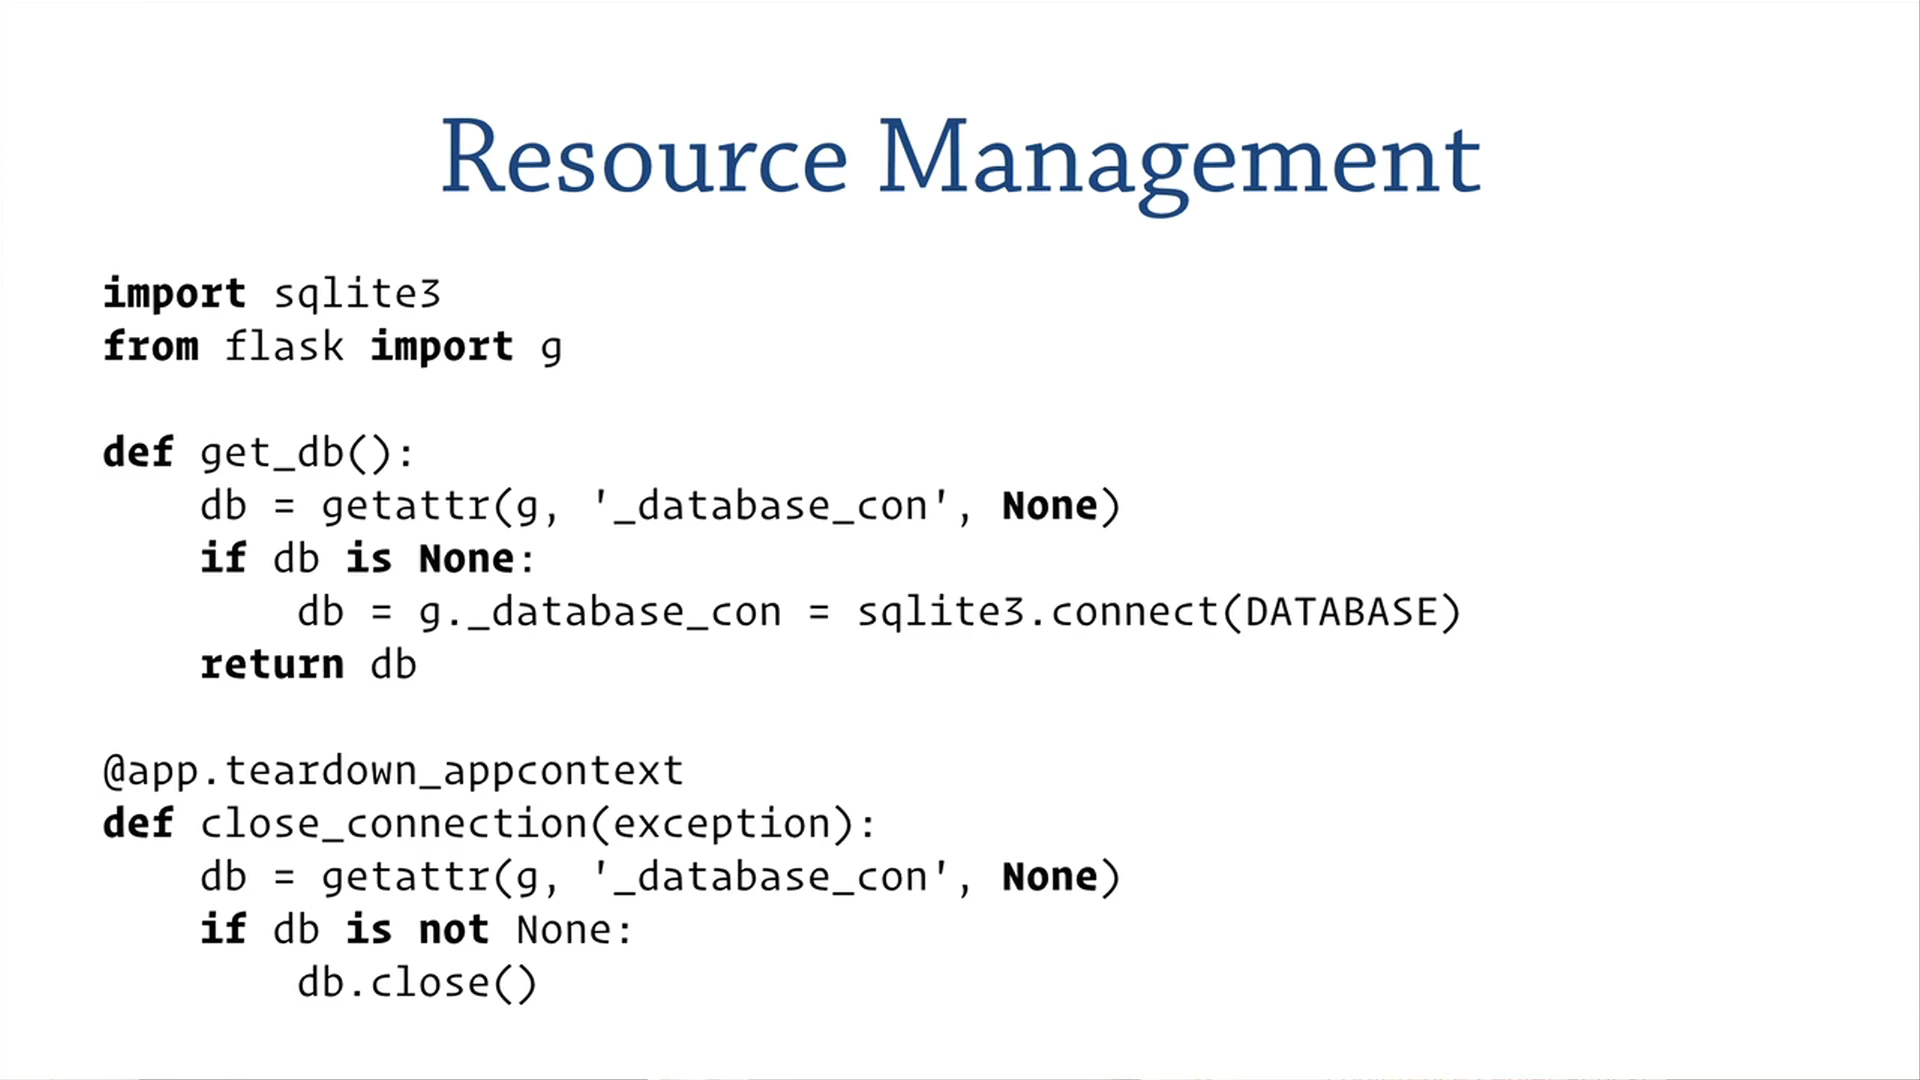 Resource Management
import sqlite3
from flask import g
def get_db():
    db = getattr(g, '_database_con', None)
    if db is None:
        db = g._database_con = sqlite3.connect(DATABASE)
    return db
@app.teardown_appcontext
def close_connection(exception):
    db = getattr(g, '_database_con', None)
    if db is not None:
        db.close()